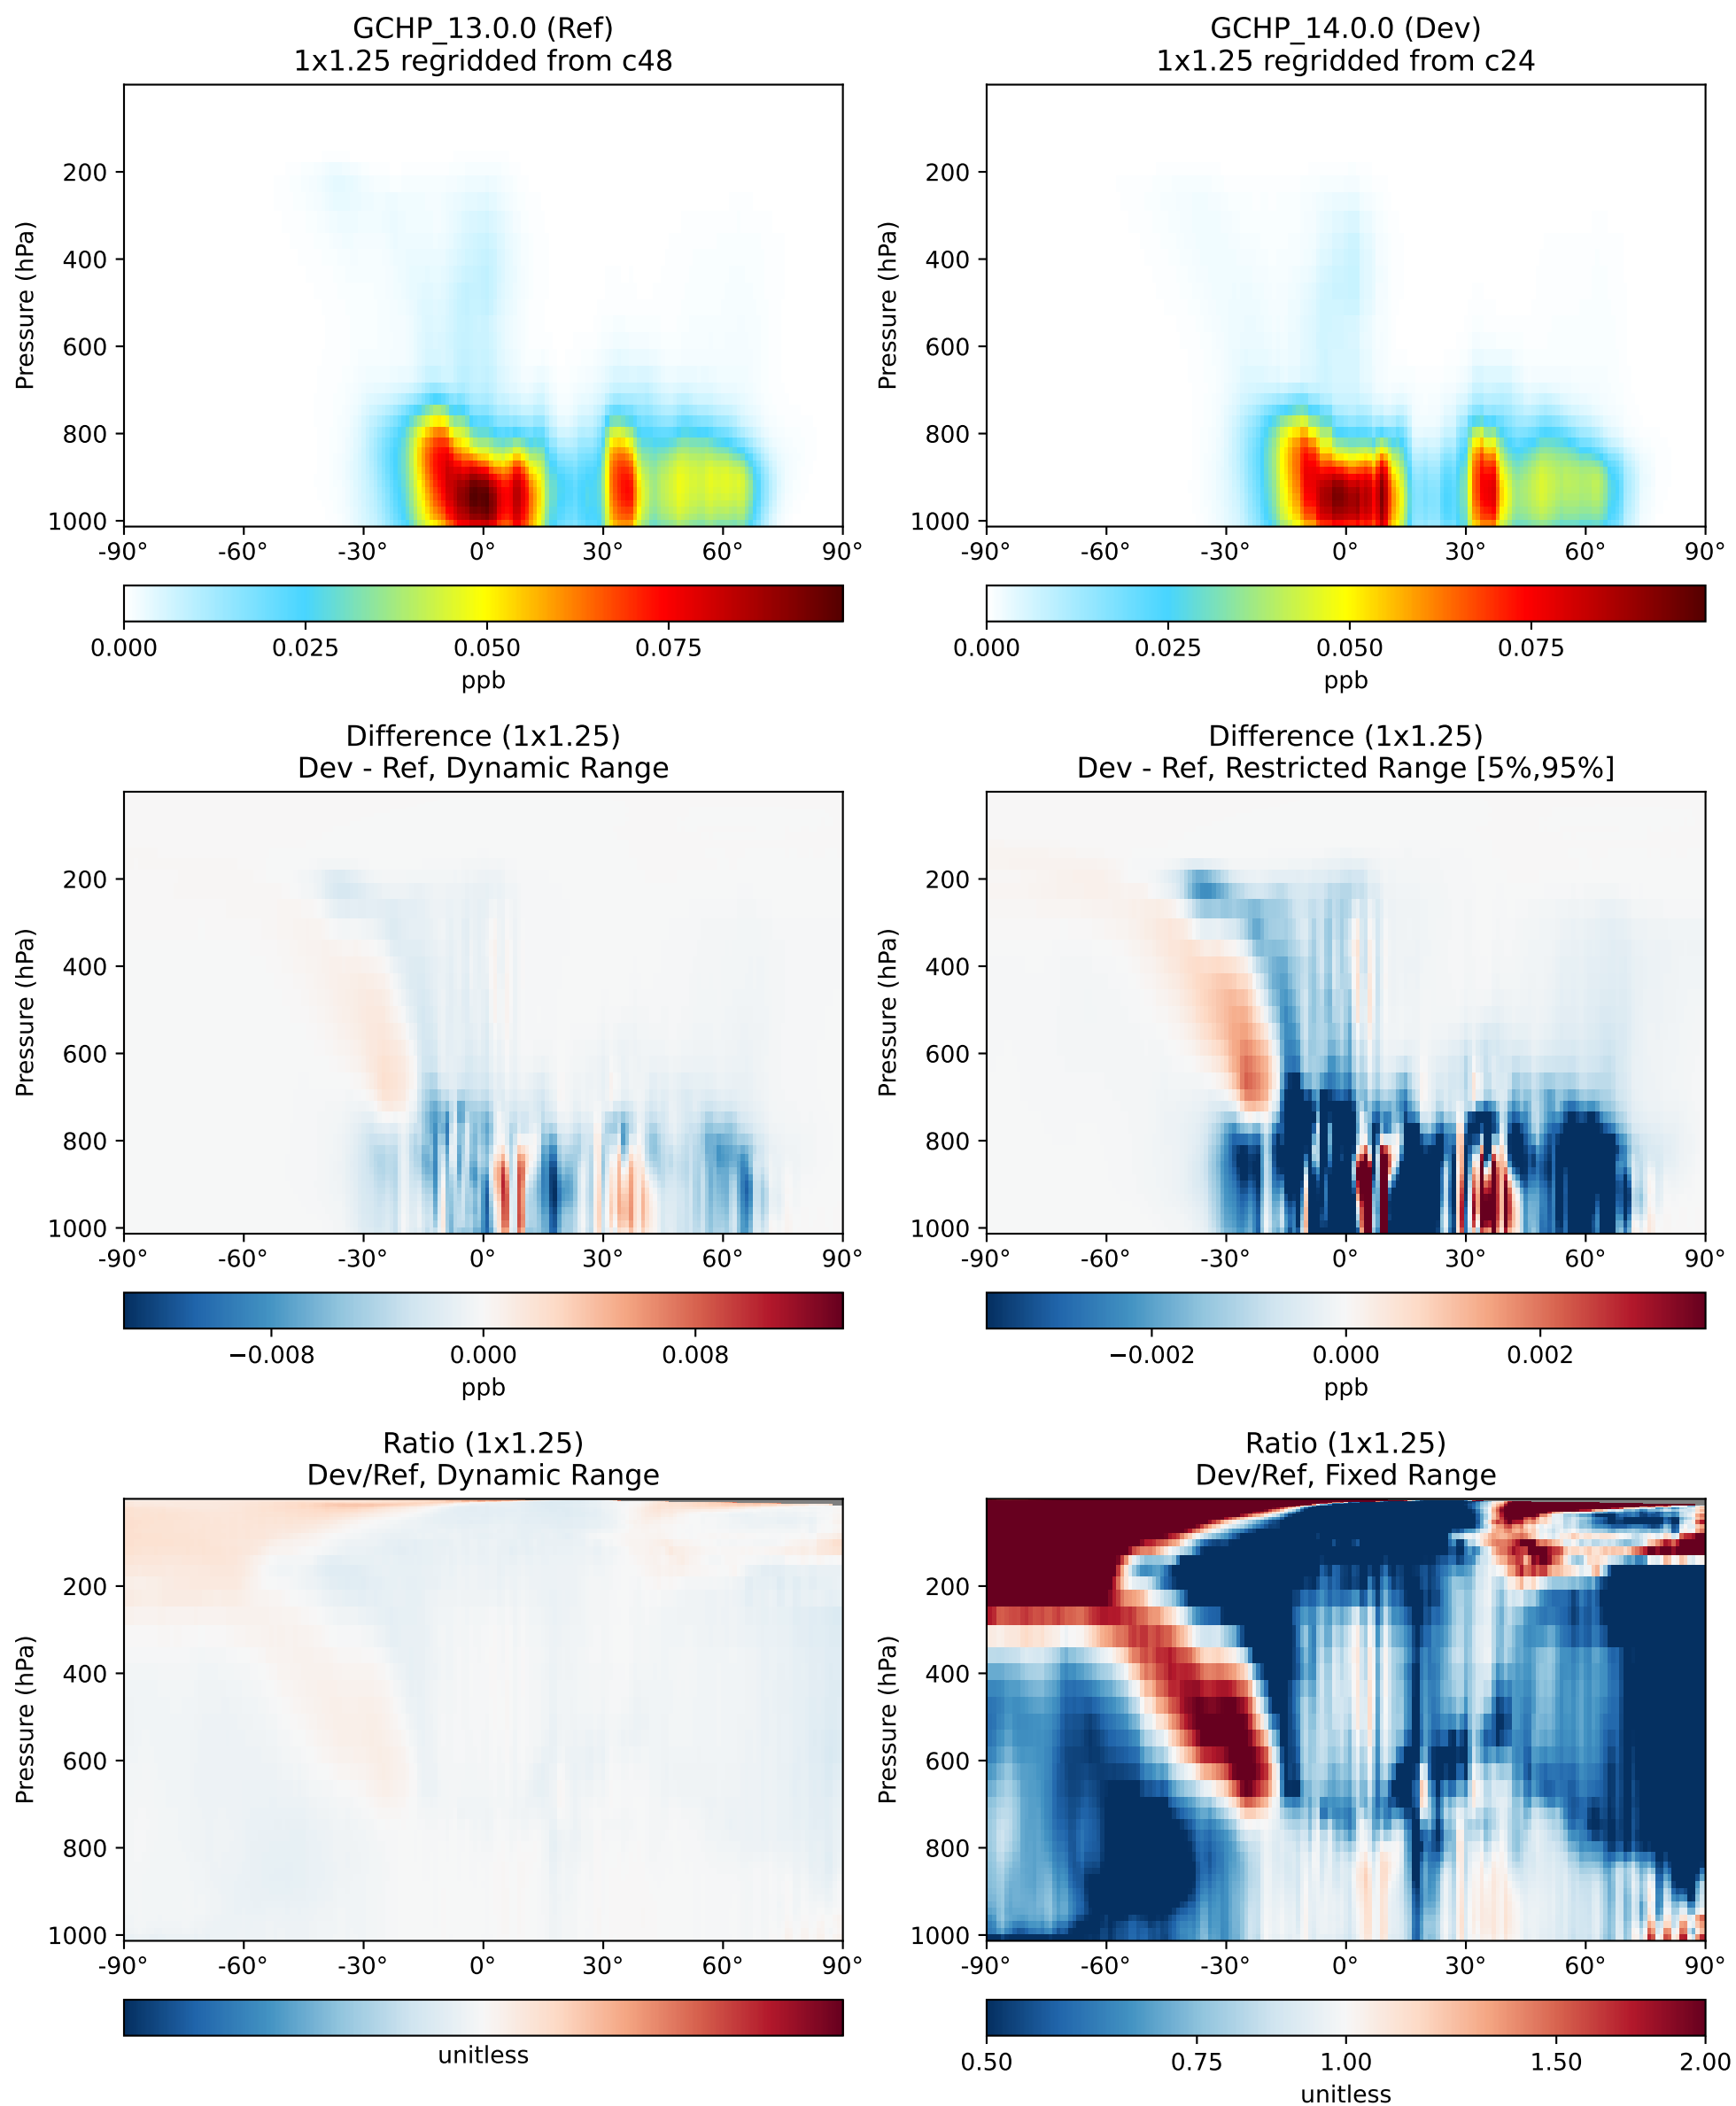 GCHP_13.0.0 (Ref)
1x1.25 regridded from c48
Pressure (hPa)
200
400
600
800
1000
-90° -60° -30° 0° 30° 60° 90°
0.000 0.025 0.050 0.075
ppb
GCHP_14.0.0 (Dev)
1x1.25 regridded from c24
Pressure (hPa)
200
400
600
800
1000
-90° -60° -30° 0° 30° 60° 90°
0.000 0.025 0.050 0.075
ppb
Difference (1x1.25)
Dev - Ref, Dynamic Range
Pressure (hPa)
200
400
600
800
1000
-90° -60° -30° 0° 30° 60° 90°
−0.008 0.000 0.008
ppb
Difference (1x1.25)
Dev - Ref, Restricted Range [5%,95%]
Pressure (hPa)
200
400
600
800
1000
-90° -60° -30° 0° 30° 60° 90°
−0.002 0.000 0.002
ppb
Ratio (1x1.25)
Dev/Ref, Dynamic Range
Pressure (hPa)
200
400
600
800
1000
-90° -60° -30° 0° 30° 60° 90°
unitless
Ratio (1x1.25)
Dev/Ref, Fixed Range
Pressure (hPa)
200
400
600
800
1000
-90° -60° -30° 0° 30° 60° 90°
0.50 0.75 1.00 1.50 2.00
unitless